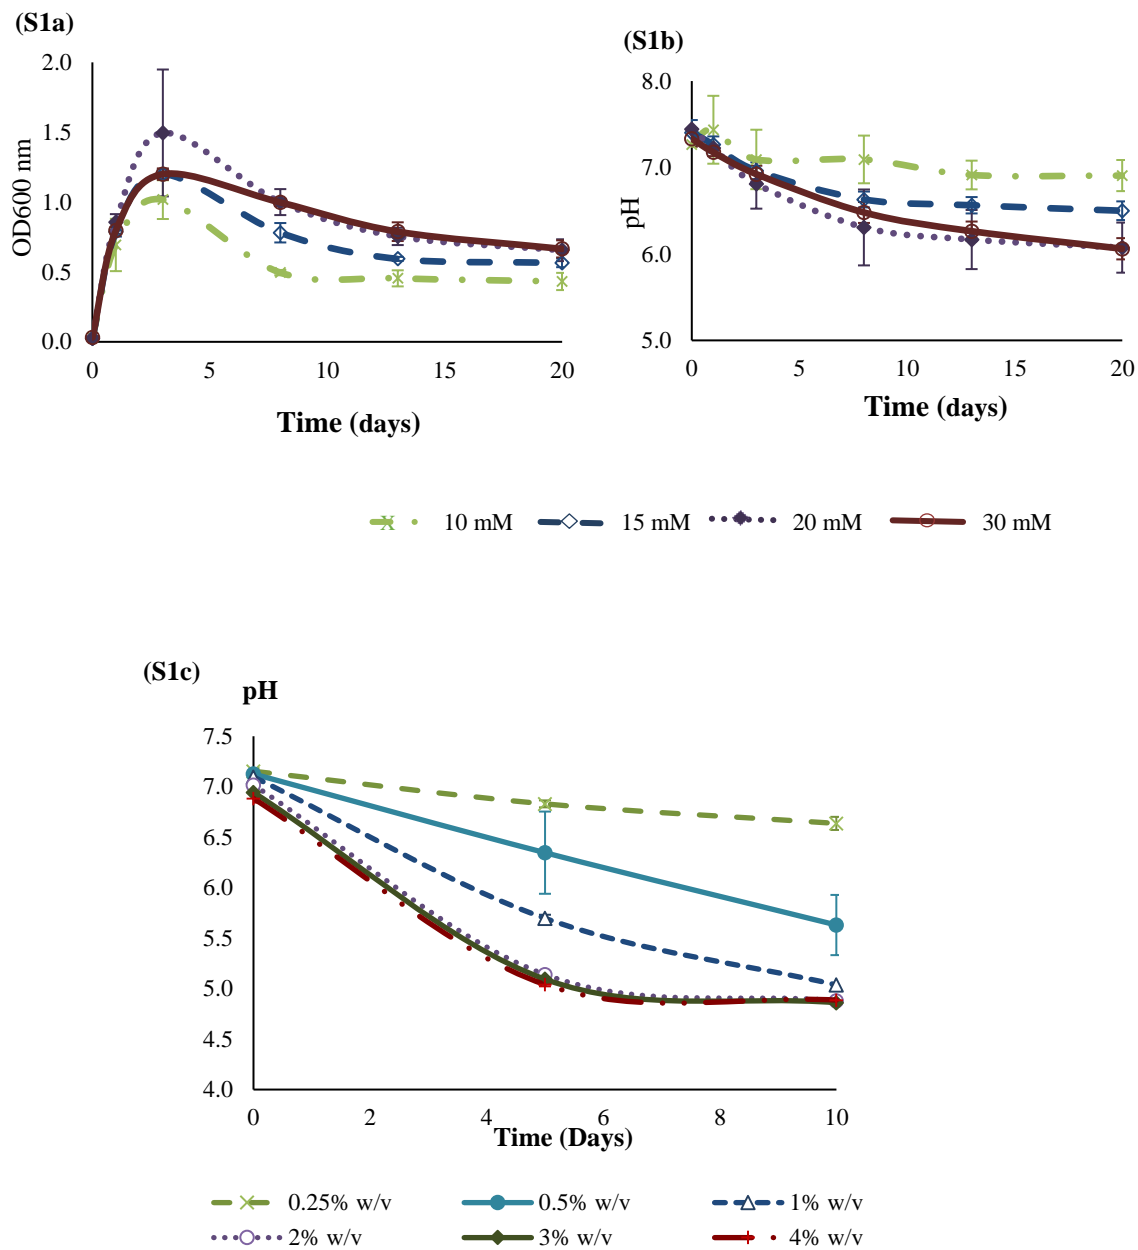 (S1a)
2.0
1.5
1.0
0.5
0.0
OD600 nm
0 5 10 15 20
Time (days)
(S1b)
8.0
7.0
6.0
5.0
pH
0 5 10 15 20
Time (days)
10 mM 15 mM 20 mM 30 mM
(S1c)
pH
7.5
7.0
6.5
6.0
5.5
5.0
4.5
4.0
0 2 4 6 8 10
Time (Days)
0.25% w/v 0.5% w/v 1% w/v
2% w/v 3% w/v 4% w/v